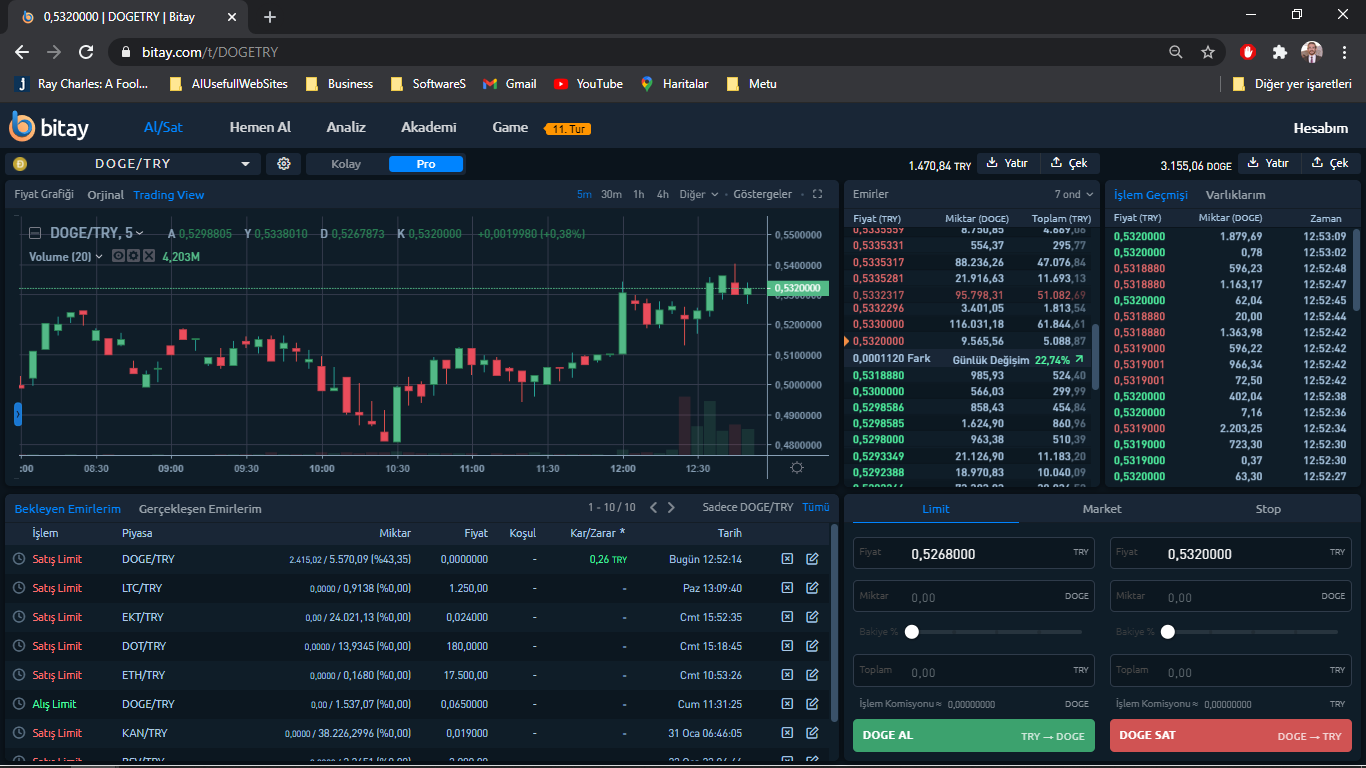 0,5320000 | DOGETRY | Bitay
bitay.com/t/DOGETRY
Ray Charles: A Fool... AIUsefullWebSites Business SoftwareS Gmail YouTube Haritalar Metu Diğer yer işaretleri
bitay Al/Sat Hemen Al Analiz Akademi Game 11. Tur Hesabım
DOGE/TRY Kolay Pro 1.470,84 TRY Yatır Çek 3.155,06 DOGE Yatır Çek
Fiyat Grafiği Orjinal Trading View 5m 30m 1h 4h Diğer Göstergeler
DOGE/TRY, 5 A 0,5298805 Y 0,5338010 D 0,5267873 K 0,5320000 +0,0019980 (+0,38%)
Volume (20) 4,203M
0,5500000
0,5400000
0,5320000
0,5300000
0,5200000
0,5100000
0,5000000
0,4900000
0,4800000
:00 08:30 09:00 09:30 10:00 10:30 11:00 11:30 12:00 12:30
Emirler 7 ond
Fiyat (TRY) Miktar (DOGE) Toplam (TRY)
0,5335559 8.750,85 4.669,06
0,5335331 554,37 295,77
0,5335317 88.236,26 47.076,84
0,5335281 21.916,63 11.693,13
0,5332317 95.798,31 51.082,69
0,5332296 3.401,05 1.813,54
0,5330000 116.031,18 61.844,61
0,5320000 9.565,56 5.088,87
0,0001120 Fark Günlük Değişim 22,74%
0,5318880 985,93 524,40
0,5300000 566,03 299,99
0,5298586 858,43 454,84
0,5298585 1.624,90 860,96
0,5298000 963,38 510,39
0,5293349 21.126,90 11.183,20
0,5292388 18.970,83 10.040,09
İşlem Geçmişi Varlıklarım
Fiyat (TRY) Miktar (DOGE) Zaman
0,5320000 1.879,69 12:53:09
0,5320000 0,78 12:53:02
0,5318880 596,23 12:52:48
0,5318880 1.163,17 12:52:47
0,5320000 62,04 12:52:45
0,5318880 20,00 12:52:44
0,5318880 1.363,98 12:52:42
0,5319000 596,22 12:52:42
0,5319001 966,34 12:52:42
0,5319001 72,50 12:52:42
0,5320000 402,04 12:52:38
0,5320000 7,16 12:52:36
0,5319000 2.203,25 12:52:34
0,5319000 723,30 12:52:30
0,5319000 0,37 12:52:30
0,5320000 63,30 12:52:27
Bekleyen Emirlerim Gerçekleşen Emirlerim 1 - 10 / 10 Sadece DOGE/TRY Tümü
İşlem Piyasa Miktar Fiyat Koşul Kar/Zarar * Tarih
Satış Limit DOGE/TRY 2.415,02 / 5.570,09 (%43,35) 0,0000000 - 0,26 TRY Bugün 12:52:14
Satış Limit LTC/TRY 0,0000 / 0,9138 (%0,00) 1.250,00 - - Paz 13:09:40
Satış Limit EKT/TRY 0,00 / 24.021,13 (%0,00) 0,024000 - - Cmt 15:52:35
Satış Limit DOT/TRY 0,0000 / 13,9345 (%0,00) 180,0000 - - Cmt 15:18:45
Satış Limit ETH/TRY 0,0000 / 0,1680 (%0,00) 17.500,00 - - Cmt 10:53:26
Alış Limit DOGE/TRY 0,00 / 1.537,07 (%0,00) 0,0650000 - - Cum 11:31:25
Satış Limit KAN/TRY 0,0000 / 38.226,2996 (%0,00) 0,019000 - - 31 Oca 06:46:05
Limit Market Stop
Fiyat 0,5268000 TRY Fiyat 0,5320000 TRY
Miktar 0,00 DOGE Miktar 0,00 DOGE
Bakiye % Bakiye %
Toplam 0,00 TRY Toplam 0,00 TRY
İşlem Komisyonu ≈ 0,00000000 DOGE İşlem Komisyonu ≈ 0,00000000 TRY
DOGE AL TRY → DOGE DOGE SAT DOGE → TRY